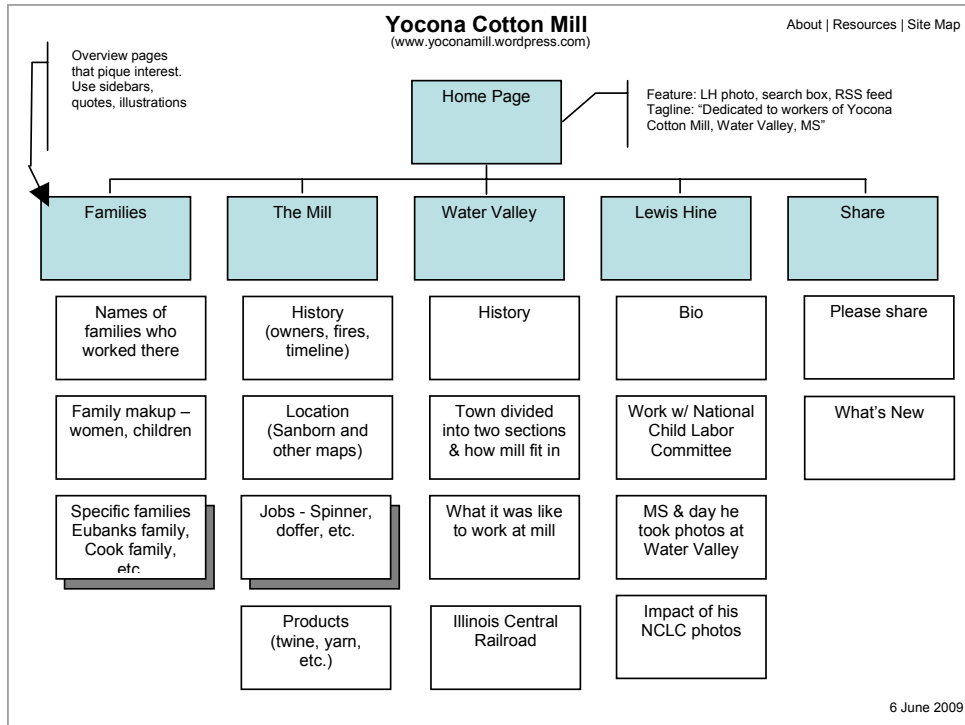 Yocona Cotton Mill
(www.yoconamill.wordpress.com)
About | Resources | Site Map
Overview pages
that pique interest.
Use sidebars,
quotes, illustrations
Home Page
Feature: LH photo, search box, RSS feed
Tagline: “Dedicated to workers of Yocona
Cotton Mill, Water Valley, MS”
Families
The Mill
Water Valley
Lewis Hine
Share
Names of
families who
worked there
History
(owners, fires,
timeline)
History
Bio
Please share
Family makup –
women, children
Location
(Sanborn and
other maps)
Town divided
into two sections
& how mill fit in
Work w/ National
Child Labor
Committee
What’s New
Specific families
Eubanks family,
Cook family,
etc
Jobs - Spinner,
doffer, etc.
What it was like
to work at mill
MS & day he
took photos at
Water Valley
Products
(twine, yarn,
etc.)
Illinois Central
Railroad
Impact of his
NCLC photos
6 June 2009